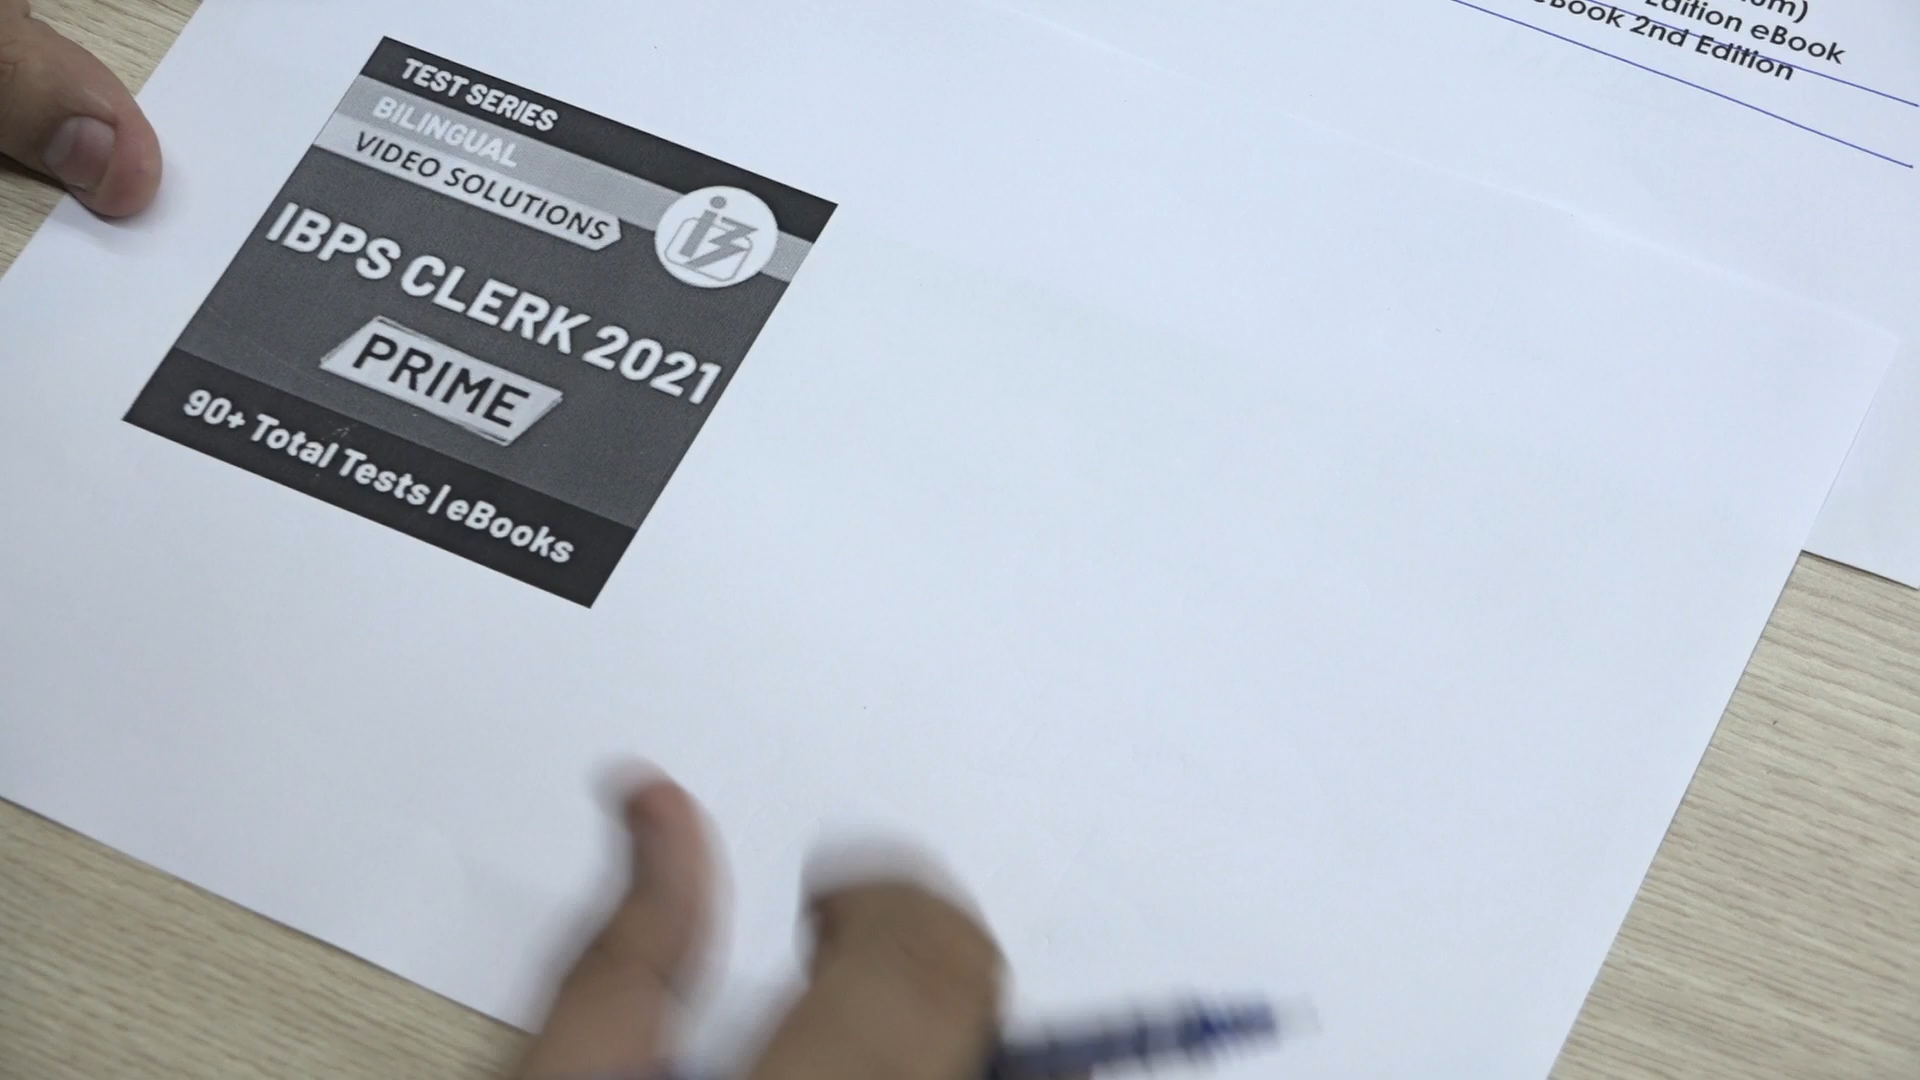 TEST SERIES
BILINGUAL
VIDEO SOLUTIONS
IBPS CLERK 2021
PRIME
90+ Total Tests | eBooks
Edition eBook
eBook 2nd Edition